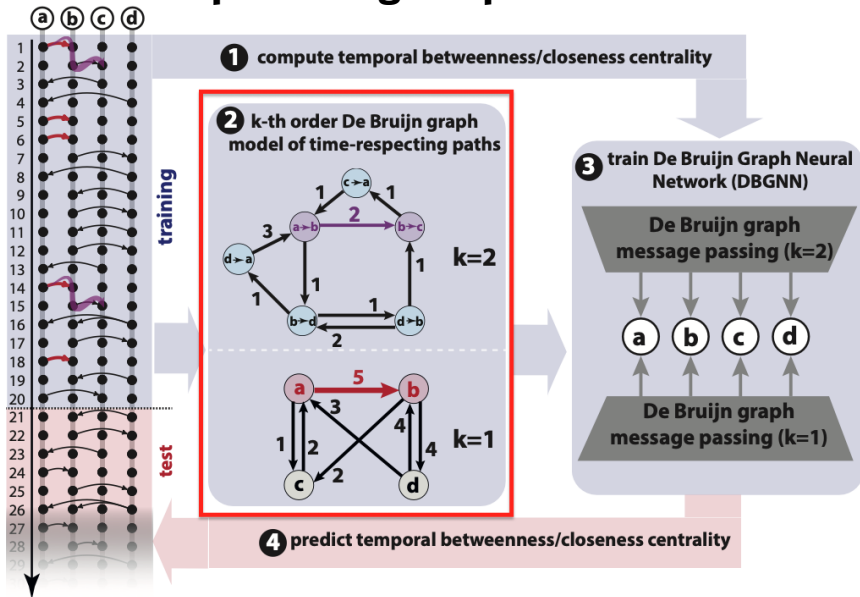 a b c d
1
2
3
4
5
6
7
8
9
10
11
12
13
14
15
16
17
18
19
20
21
22
23
24
25
26
27
28
29
training
test
1 compute temporal betweenness/closeness centrality
2 k-th order De Bruijn graph
model of time-respecting paths
c→a
1 1
a→b 2 b→c
3
d→a
k=2
1 1 1
b→d 1 d→b
2
a 5 b
3
1 2 4 4
2
k=1
c d
3 train De Bruijn Graph Neural
Network (DBGNN)
De Bruijn graph
message passing (k=2)
a b c d
De Bruijn graph
message passing (k=1)
4 predict temporal betweenness/closeness centrality